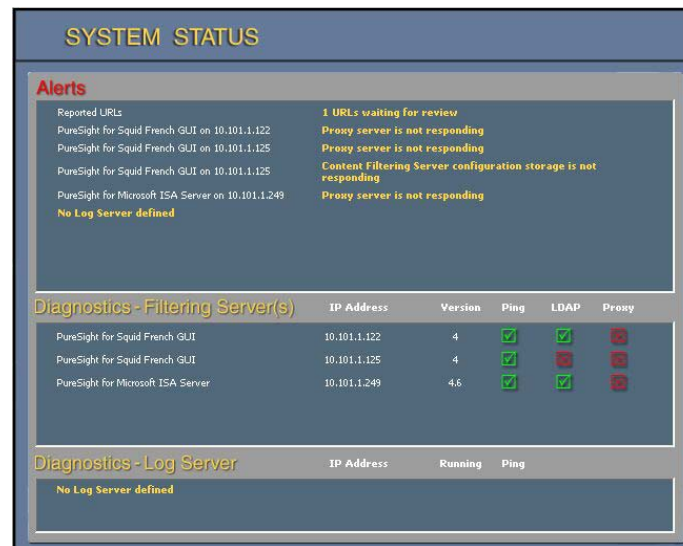 SYSTEM STATUS
Alerts
Reported URLs 1 URLs waiting for review
PureSight for Squid French GUI on 10.101.1.122 Proxy server is not responding
PureSight for Squid French GUI on 10.101.1.125 Proxy server is not responding
PureSight for Squid French GUI on 10.101.1.125 Content Filtering Server configuration storage is not
responding
PureSight for Microsoft ISA Server on 10.101.1.249 Proxy server is not responding
No Log Server defined
Diagnostics - Filtering Server(s) IP Address Version Ping LDAP Proxy
PureSight for Squid French GUI 10.101.1.122 4
PureSight for Squid French GUI 10.101.1.125 4
PureSight for Microsoft ISA Server 10.101.1.249 4.6
Diagnostics - Log Server IP Address Running Ping
No Log Server defined